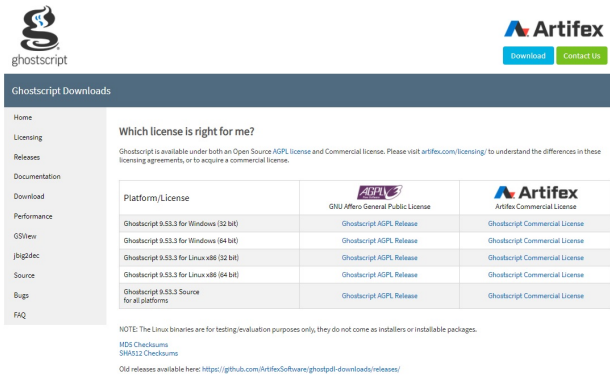 ghostscript
Artifex
Download
Contact Us
Ghostscript Downloads
Home
Licensing
Releases
Documentation
Download
Performance
GSView
jbig2dec
Source
Bugs
FAQ
Which license is right for me?
Ghostscript is available under both an Open Source AGPL license and Commercial license. Please visit artifex.com/licensing/ to understand the differences in these
licensing agreements, or to acquire a commercial license.
Platform/License
AGPLv3
GNU Affero General Public License
Artifex
Artifex Commercial License
Ghostscript 9.53.3 for Windows (32 bit)
Ghostscript AGPL Release
Ghostscript Commercial License
Ghostscript 9.53.3 for Windows (64 bit)
Ghostscript AGPL Release
Ghostscript Commercial License
Ghostscript 9.53.3 for Linux x86 (32 bit)
Ghostscript AGPL Release
Ghostscript Commercial License
Ghostscript 9.53.3 for Linux x86 (64 bit)
Ghostscript AGPL Release
Ghostscript Commercial License
Ghostscript 9.53.3 Source
for all platforms
Ghostscript AGPL Release
Ghostscript Commercial License
NOTE: The Linux binaries are for testing/evaluation purposes only, they do not come as installers or installable packages.
MD5 Checksums
SHA512 Checksums
Old releases available here: https://github.com/ArtifexSoftware/ghostpdl-downloads/releases/